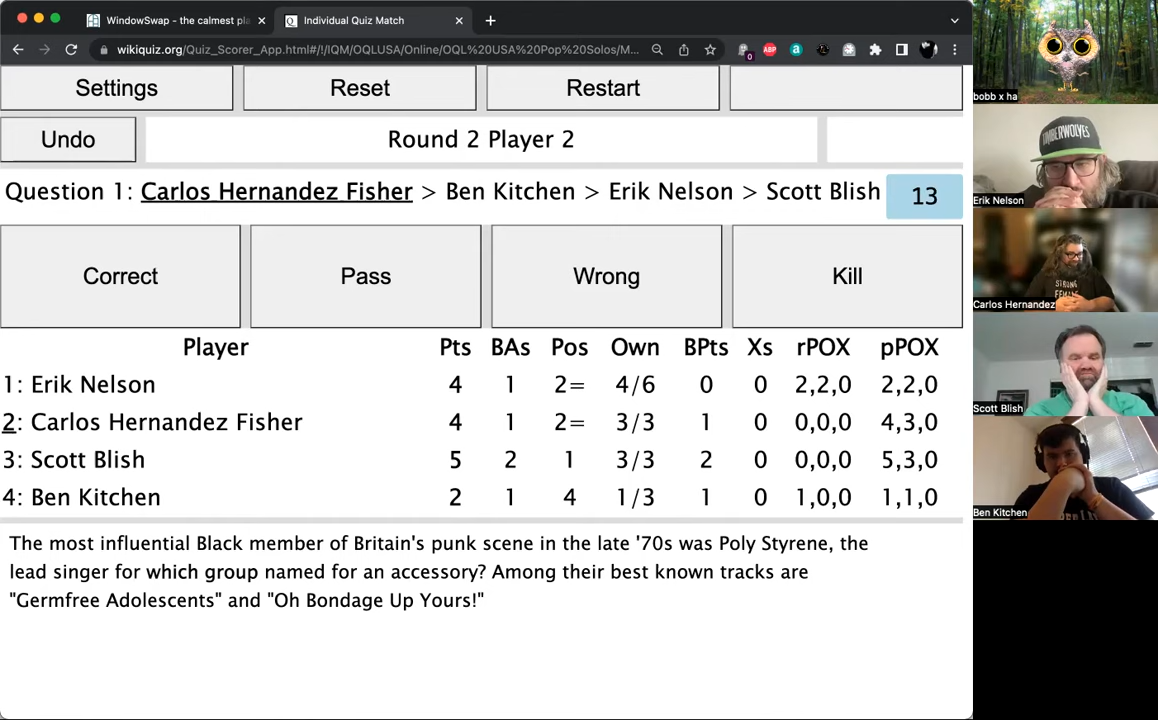 WindowSwap - the calmest pl
Individual Quiz Match
wikiquiz.org/Quiz_Scorer_App.html#/!/IQM/OQLUSA/Online/OQL%20USA%20Pop%20Solos/M...
0
ABP
a
Settings
Reset
Restart
Undo
Round 2 Player 2
Question 1: Carlos Hernandez Fisher > Ben Kitchen > Erik Nelson > Scott Blish
13
Correct
Pass
Wrong
Kill
Player Pts BAs Pos Own BPts Xs rPOX pPOX
1: Erik Nelson 4 1 2= 4/6 0 0 2,2,0 2,2,0
2: Carlos Hernandez Fisher 4 1 2= 3/3 1 0 0,0,0 4,3,0
3: Scott Blish 5 2 1 3/3 2 0 0,0,0 5,3,0
4: Ben Kitchen 2 1 4 1/3 1 0 1,0,0 1,1,0
The most influential Black member of Britain's punk scene in the late '70s was Poly Styrene, the
lead singer for which group named for an accessory? Among their best known tracks are
"Germfree Adolescents" and "Oh Bondage Up Yours!"
bobb x ha
TIMBERWOLVES
Erik Nelson
STRONG
Carlos Hernandez
Scott Blish
Ben Kitchen